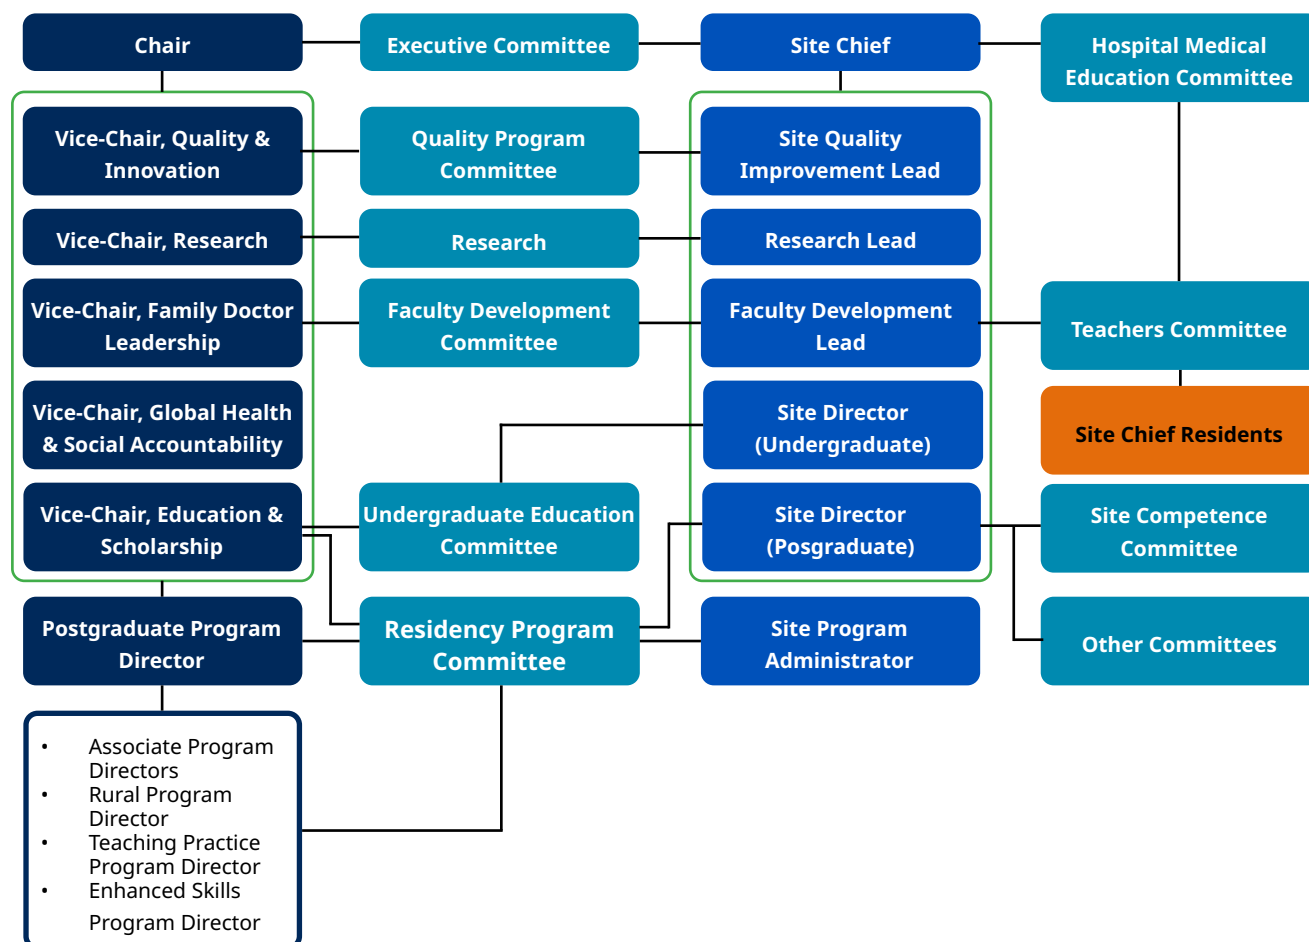 Chair
Executive Committee
Site Chief
Hospital Medical
Education Committee
Vice-Chair, Quality &
Innovation
Quality Program
Committee
Site Quality
Improvement Lead
Vice-Chair, Research
Research
Research Lead
Vice-Chair, Family Doctor
Leadership
Faculty Development
Committee
Faculty Development
Lead
Teachers Committee
Vice-Chair, Global Health
& Social Accountability
Site Director
(Undergraduate)
Site Chief Residents
Vice-Chair, Education &
Scholarship
Undergraduate Education
Committee
Site Director
(Posgraduate)
Site Competence
Committee
Postgraduate Program
Director
Residency Program
Committee
Site Program
Administrator
Other Committees
• Associate Program
Directors
• Rural Program
Director
• Teaching Practice
Program Director
• Enhanced Skills
Program Director